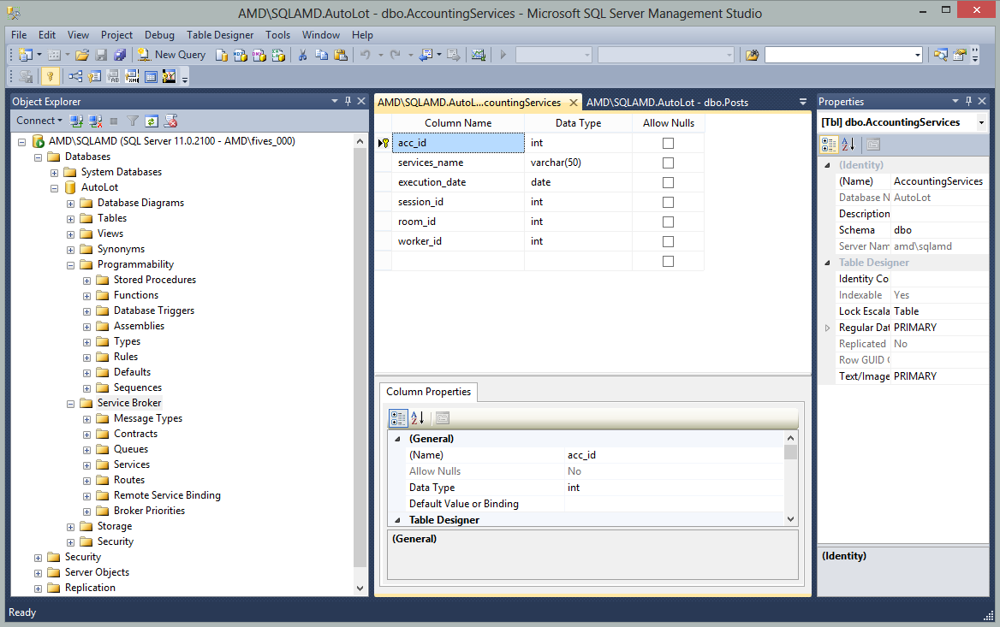 AMD\SQLAMD.AutoLot - dbo.AccountingServices - Microsoft SQL Server Management Studio
File Edit View Project Debug Table Designer Tools Window Help
New Query
Object Explorer
Connect
AMD\SQLAMD (SQL Server 11.0.2100 - AMD\fives_000)
Databases
System Databases
AutoLot
Database Diagrams
Tables
Views
Synonyms
Programmability
Stored Procedures
Functions
Database Triggers
Assemblies
Types
Rules
Defaults
Sequences
Service Broker
Message Types
Contracts
Queues
Services
Routes
Remote Service Binding
Broker Priorities
Storage
Security
Security
Server Objects
Replication
AMD\SQLAMD.AutoL...countingServices AMD\SQLAMD.AutoLot - dbo.Posts
Column Name Data Type Allow Nulls
acc_id int
services_name varchar(50)
execution_date date
session_id int
room_id int
worker_id int
Column Properties
(General)
(Name) acc_id
Allow Nulls No
Data Type int
Default Value or Binding
Table Designer
(General)
Properties
[Tbl] dbo.AccountingServices
(Identity)
(Name) AccountingServices
Database N AutoLot
Description
Schema dbo
Server Nam amd\sqlamd
Table Designer
Identity Co
Indexable Yes
Lock Escala Table
Regular Dat PRIMARY
Replicated No
Row GUID C
Text/Image PRIMARY
(Identity)
Ready